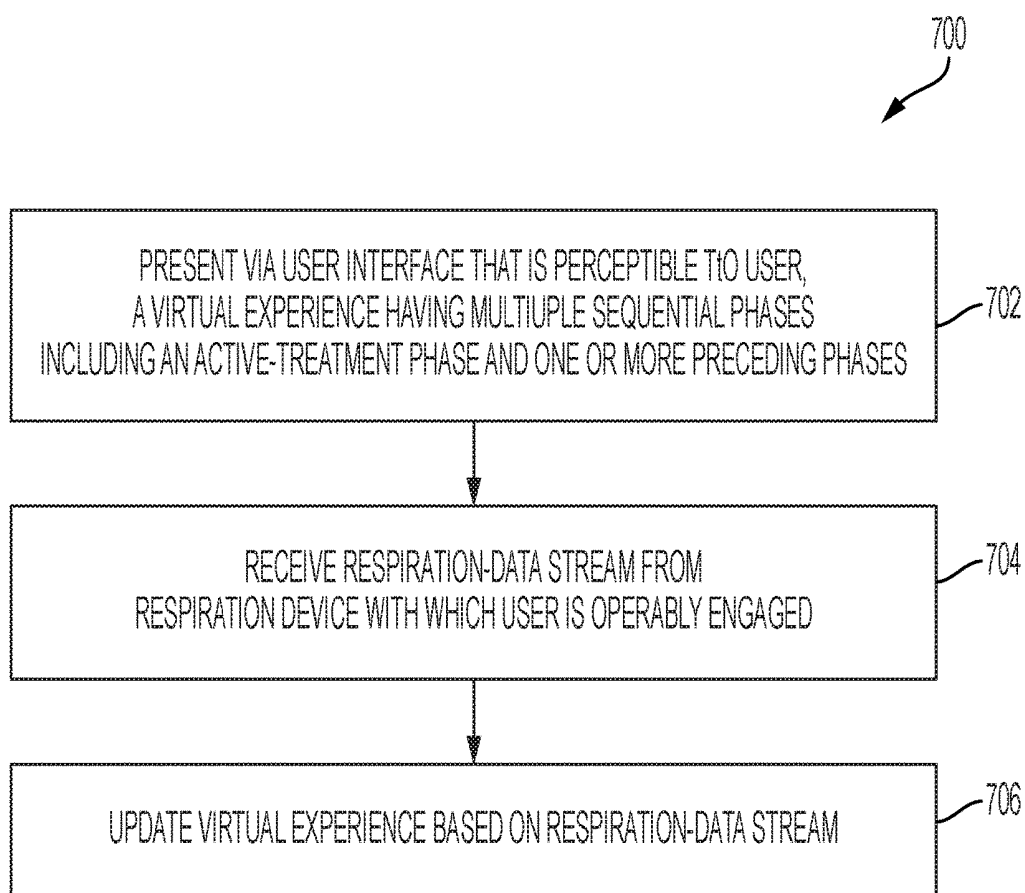 700
PRESENT VIA USER INTERFACE THAT IS PERCEPTIBLE TtO USER,
A VIRTUAL EXPERIENCE HAVING MULTIUPLE SEQUENTIAL PHASES
INCLUDING AN ACTIVE-TREATMENT PHASE AND ONE OR MORE PRECEDING PHASES
702
RECEIVE RESPIRATION-DATA STREAM FROM
RESPIRATION DEVICE WITH WHICH USER IS OPERABLY ENGAGED
704
UPDATE VIRTUAL EXPERIENCE BASED ON RESPIRATION-DATA STREAM
706